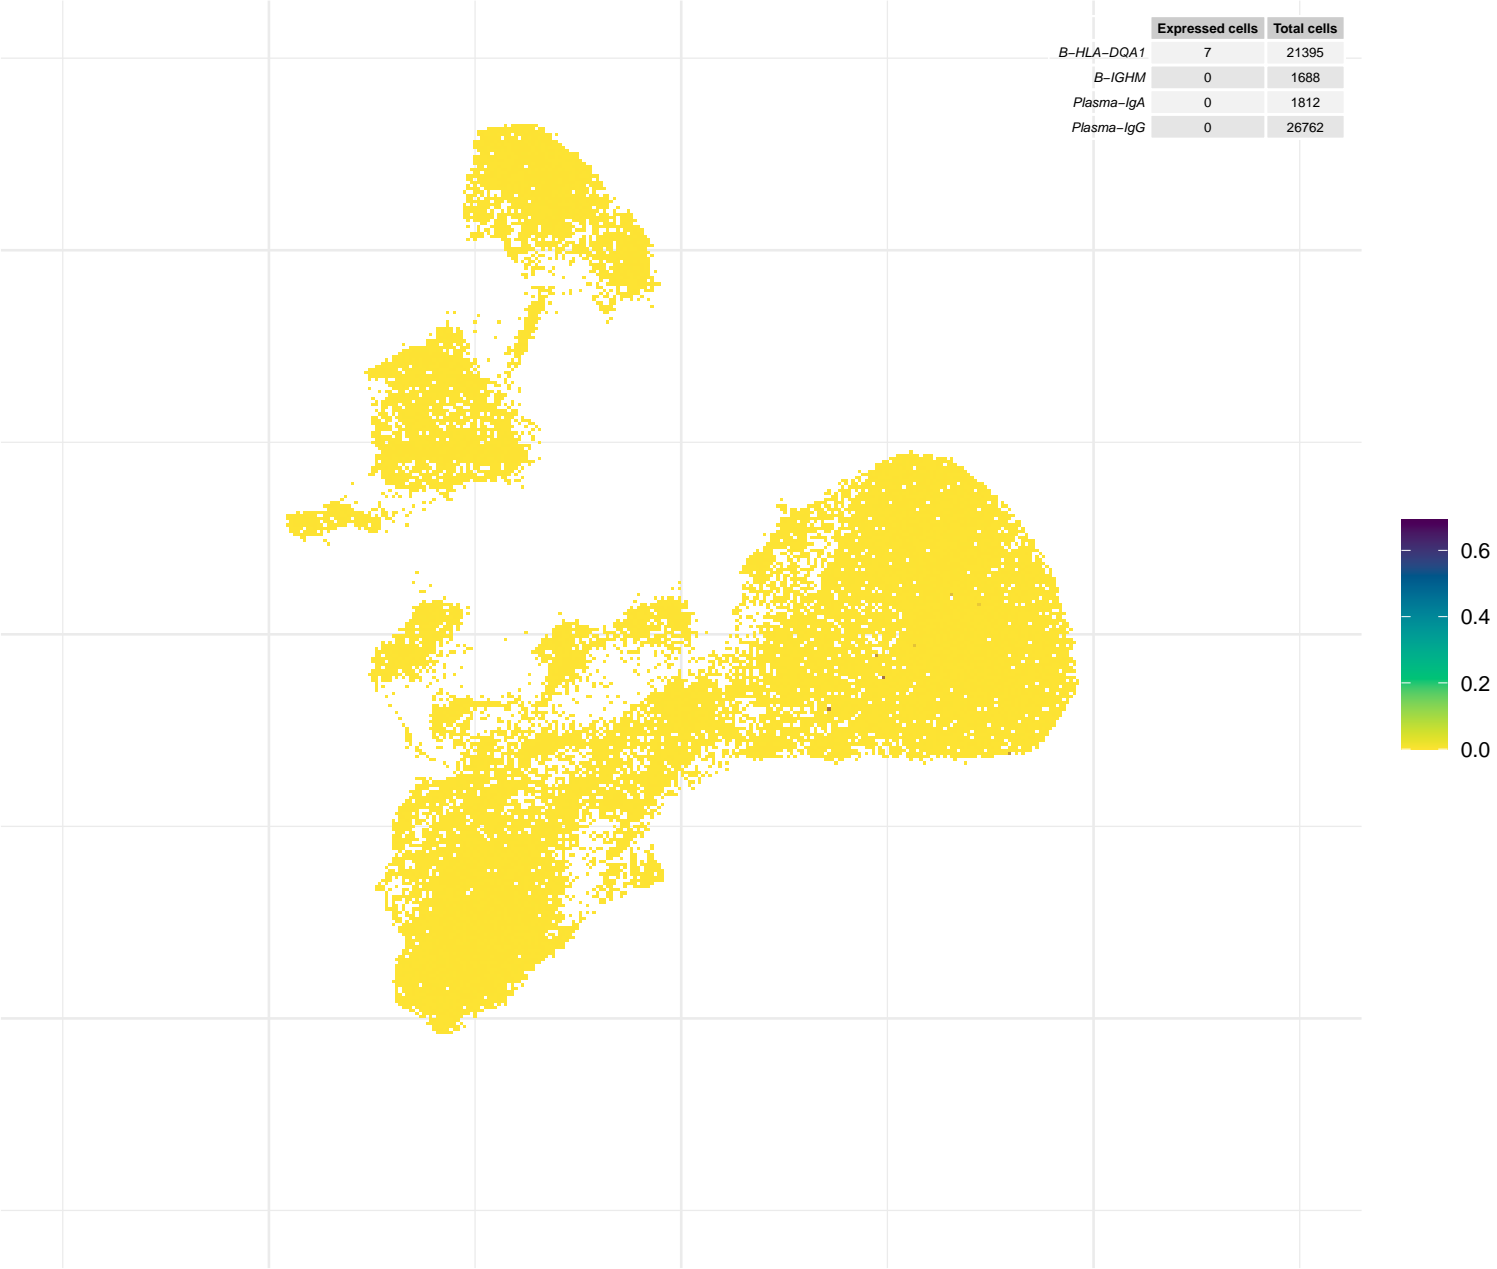 Expressed cells Total cells
B−HLA−DQA1 7 21395
B−IGHM 0 1688
Plasma−IgA 0 1812
Plasma−IgG 0 26762
0.6
0.4
0.2
0.0